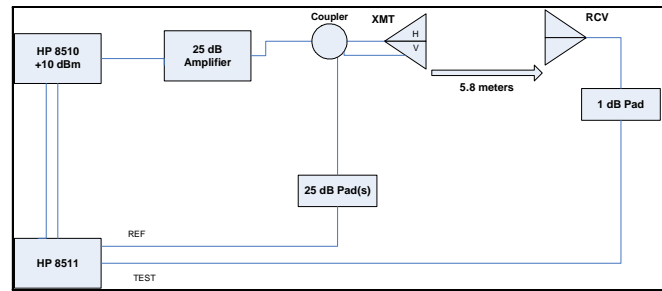 Coupler
XMT
RCV
HP 8510
+10 dBm
25 dB
Amplifier
H
V
5.8 meters
1 dB Pad
25 dB Pad(s)
REF
HP 8511
TEST